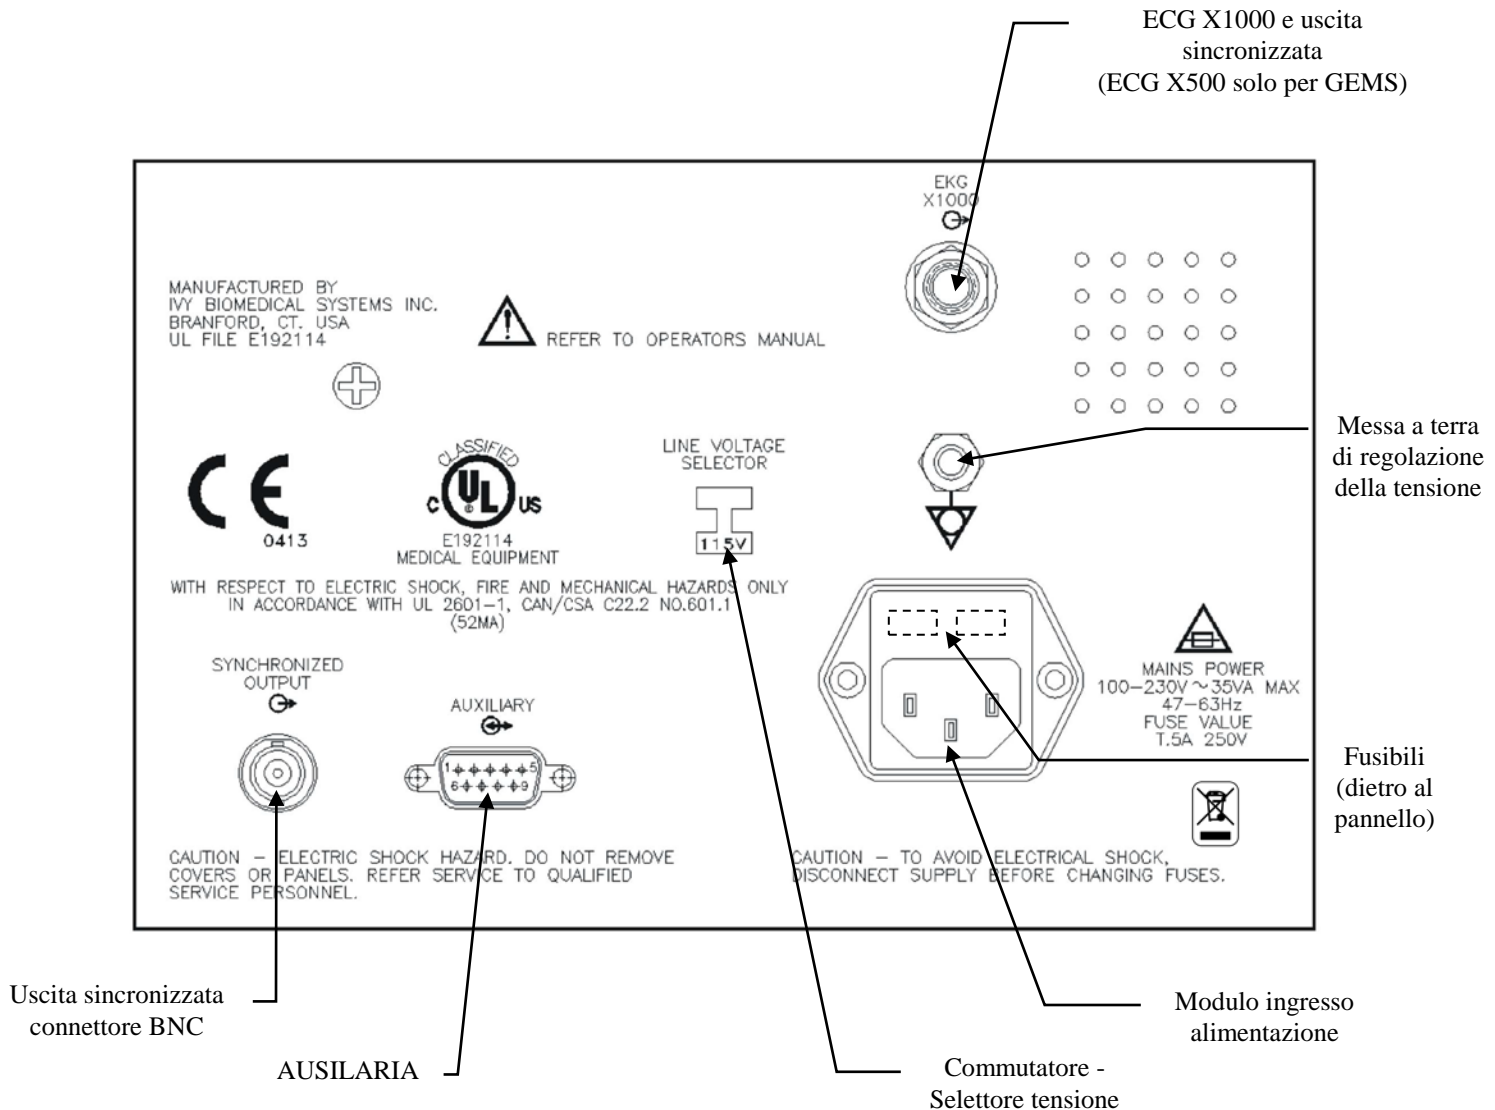 ECG X1000 e uscita
sincronizzata
(ECG X500 solo per GEMS)
EKG
X1000
MANUFACTURED BY
IVY BIOMEDICAL SYSTEMS INC.
BRANFORD, CT. USA
UL FILE E192114
REFER TO OPERATORS MANUAL
Messa a terra
di regolazione
della tensione
CE
0413
CLASSIFIED
C UL US
©
E192114
MEDICAL EQUIPMENT
LINE VOLTAGE
SELECTOR
115V
WITH RESPECT TO ELECTRIC SHOCK, FIRE AND MECHANICAL HAZARDS ONLY
IN ACCORDANCE WITH UL 2601-1, CAN/CSA C22.2 NO.601.1
(52MA)
SYNCHRONIZED
OUTPUT
AUXILIARY
1 5
6 9
MAINS POWER
100-230V~35VA MAX
47-63Hz
FUSE VALUE
T.5A 250V
Fusibili
(dietro al
pannello)
CAUTION - ELECTRIC SHOCK HAZARD. DO NOT REMOVE
COVERS OR PANELS. REFER SERVICE TO QUALIFIED
SERVICE PERSONNEL.
CAUTION - TO AVOID ELECTRICAL SHOCK,
DISCONNECT SUPPLY BEFORE CHANGING FUSES.
Uscita sincronizzata
connettore BNC
AUSILARIA
Commutatore -
Selettore tensione
Modulo ingresso
alimentazione